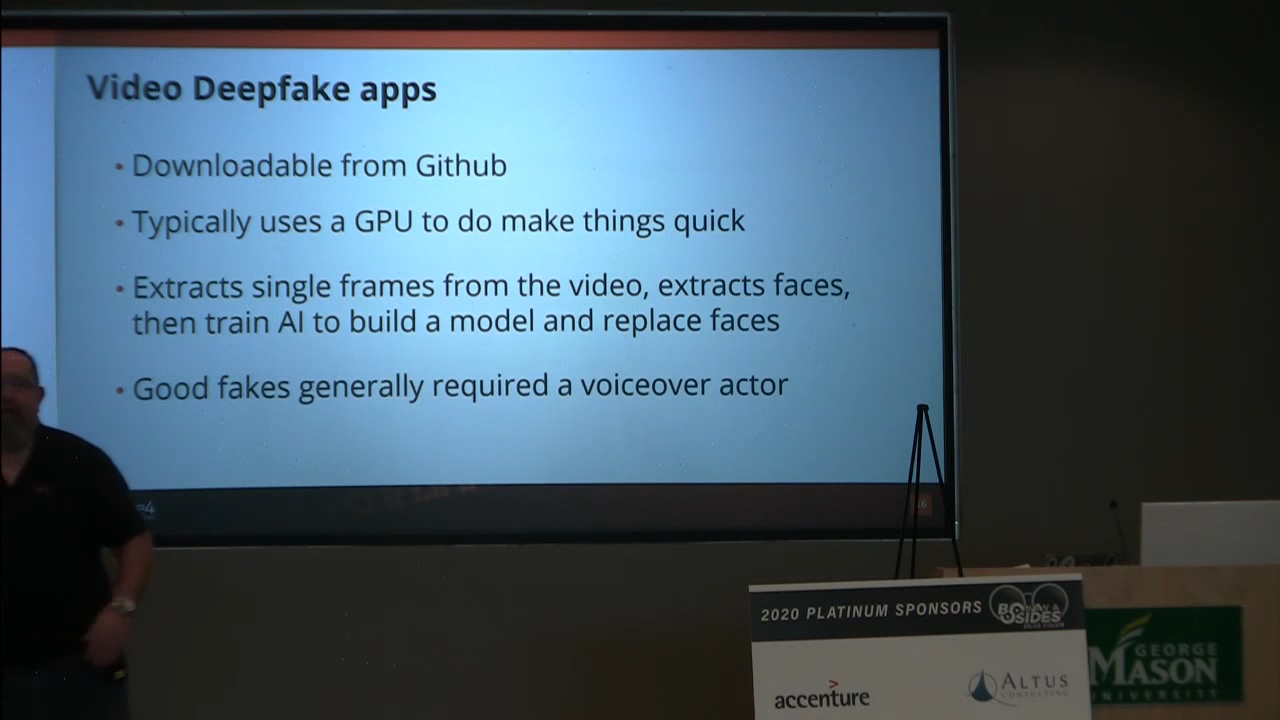 Video Deepfake apps
• Downloadable from Github
• Typically uses a GPU to do make things quick
• Extracts single frames from the video, extracts faces,
then train AI to build a model and replace faces
• Good fakes generally required a voiceover actor
2020 PLATINUM SPONSORS
accenture
ALTUS
CONSULTING
GEORGE
MASON
UNIVERSITY